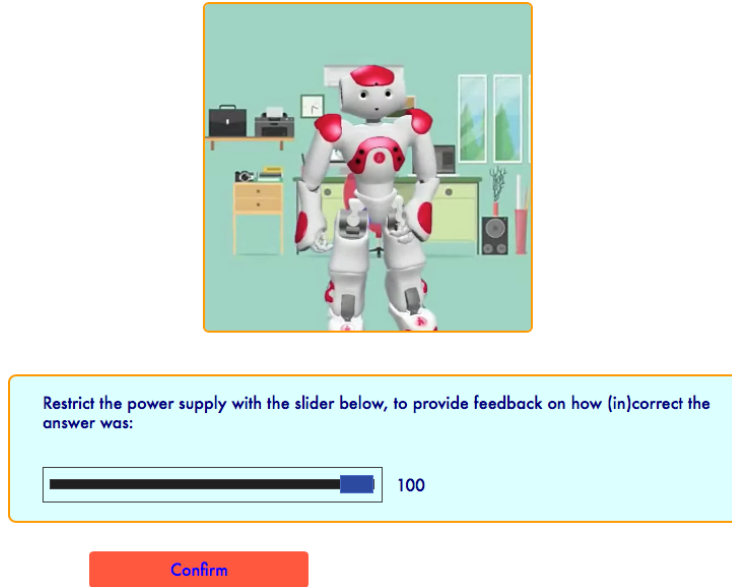 Restrict the power supply with the slider below, to provide feedback on how (in)correct the
answer was:
100
Confirm